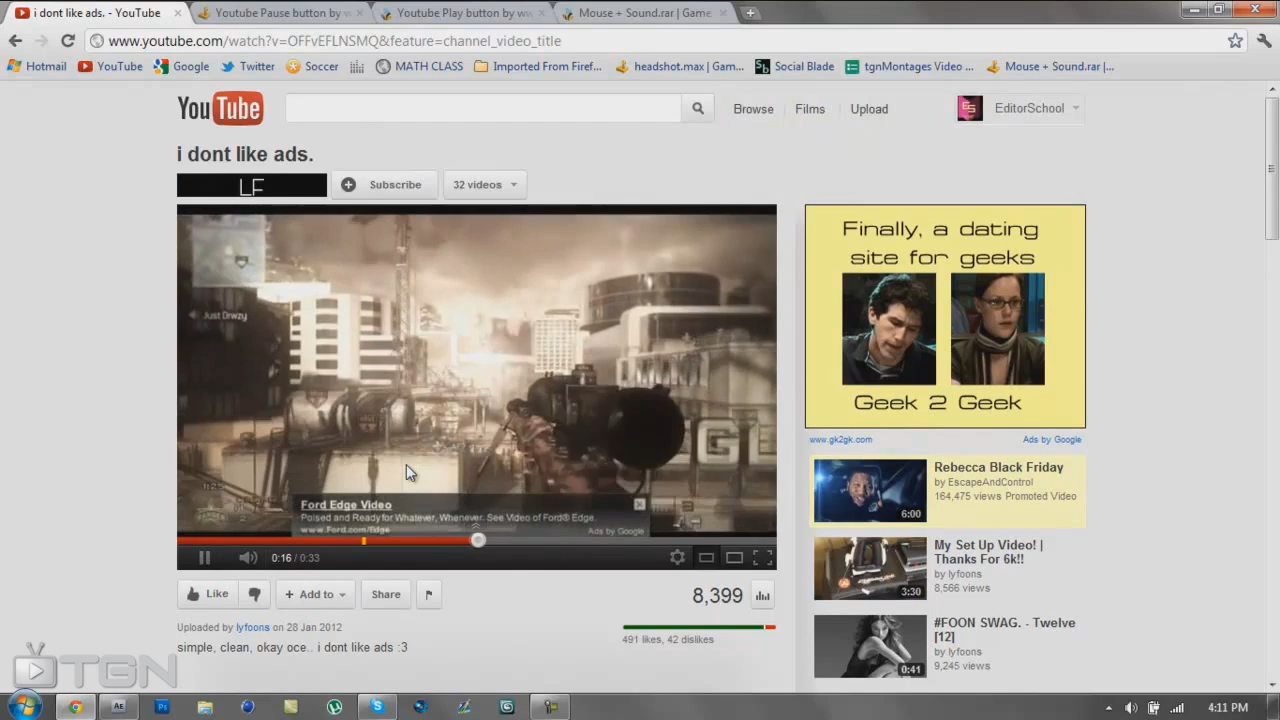 i dont like ads. - YouTube
Youtube Pause button by w
Youtube Play button by w
Mouse + Sound.rar | Game
www.youtube.com/watch?v=OFFvEFLNSMQ&feature=channel_video_title
Hotmail
YouTube
Google
Twitter
Soccer
MATH CLASS
Imported From Firef...
headshot.max | Gam...
Social Blade
tgnMontages Video ...
Mouse + Sound.rar |...
YouTube
Browse
Films
Upload
EditorSchool
i dont like ads.
LF
Subscribe
32 videos
Just Drwzy
Ford Edge Video
Poised and Ready for Whatever, Whenever. See Video of Ford® Edge.
www.Ford.com/Edge
Ads by Google
0:16 / 0:33
Like
Add to
Share
8,399
Uploaded by lyfoons on 28 Jan 2012
491 likes, 42 dislikes
simple, clean, okay oce.. i dont like ads :3
Finally, a dating
site for geeks
Geek 2 Geek
www.gk2gk.com
Ads by Google
Rebecca Black Friday
by EscapeAndControl
164,475 views Promoted Video
6:00
My Set Up Video! |
Thanks For 6k!!
by lyfoons
8,566 views
3:30
#FOON SWAG. - Twelve
[12]
by lyfoons
9,245 views
0:41
TGN
Ae
Ps
4:11 PM